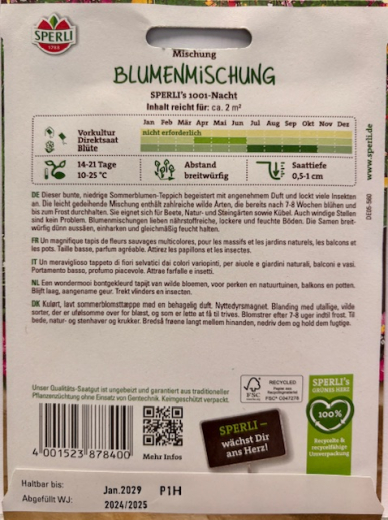 SPERLI
1788
Mischung
BLUMENMiSCHUNG
SPERLI's 1001-Nacht
Inhalt reicht für: ca. 2 m²
Jan Feb Mär Apr Mai Jun Jul Aug Sep Okt Nov Dez
Vorkultur nicht erforderlich
Direktsaat
Blüte
14-21 Tage
10-25 °C
Abstand
breitwürfig
Saattiefe
0,5-1 cm
www.sperli.de
DE Dieser bunte, niedrige Sommerblumen-Teppich begeistert mit angenehmem Duft und lockt viele Insekten
an. Die leicht gedeihende Mischung enthält zahlreiche wilde Arten, die bereits nach 7-8 Wochen blühen und
bis zum Frost durchhalten. Sie eignet sich für Beete, Natur- und Steingärten sowie Kübel. Auch windige Stellen
sind kein Problem. Blumenmischungen lieben nährstoffreiche, lockere und feuchte Böden. Die Samen breit-
würfig dünn aussäen, einharken und gleichmäßig feucht halten.
FR Un magnifique tapis de fleurs sauvages multicolores, pour les massifs et les jardins naturels, les balcons et
les pots. Taille basse, parfum agréable. Attirez les papillons et les insectes.
IT Un meraviglioso tappeto di fiori selvatici dai colori variopinti, per aiuole e giardini naturali, balconi e vasi.
Portamento basso, profumo piacevole. Attrae farfalle e insetti.
NL Een wondermooi bontgekleurd tapijt van wilde bloemen, voor perken en natuurtuinen, balkons en potten.
Blijft laag, aangename geur. Trekt vlinders en insecten.
DK Kulørt, lavt sommerblomsttæppe med en behagelig duft. Nyttedyrsmagnet. Blanding med utallige, vilde
sorter, der er ufølsomme over for blæst, og som er lette at få til trives. Blomstrer efter 7-8 uger indtil frost. Til
bede, natur- og stenhaver og krukker. Bredså frøene langt mellem hinanden, nedriv dem og hold dem fugtige.
Unser Qualitäts-Saatgut ist ungebeizt und garantiert aus traditioneller
Pflanzenzüchtung ohne Einsatz von Gentechnik. Keimgeschützt verpackt.
4 001523 878400
Mehr Infos
FSC
RECYCLED
FSC® C047276
SPERLI –
wächst Dir
ans Herz!
SPERLI's
GRÜNES HERZ
100%
Recycelte &
recyclefähige
Umverpackung
Haltbar bis: Jan.2029 P1H
Abgefüllt WJ: 2024/2025